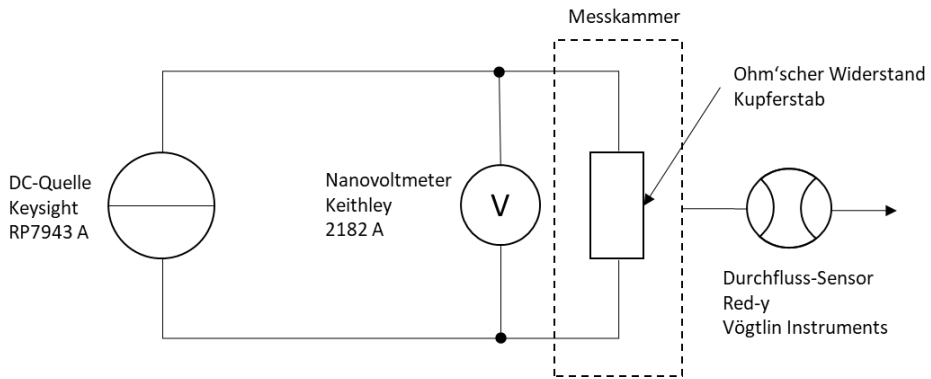 Messkammer
Ohm‘scher Widerstand
Kupferstab
DC-Quelle
Keysight
RP7943 A
Nanovoltmeter
Keithley
2182 A
V
Durchfluss-Sensor
Red-y
Vögtlin Instruments